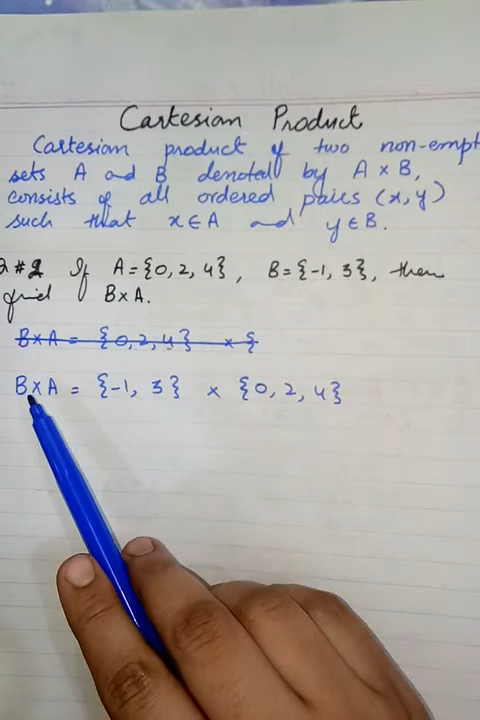 Cartesian Product
Cartesian product of two non-empt
sets A and B denoted by A × B,
consists of all ordered pairs (x, y)
such that x ∈ A and y ∈ B.
Q#2 If A = {0, 2, 4}, B = {-1, 3}, then
find B×A.
B×A = {0, 2, 4} × {
B×A = {-1, 3} × {0, 2, 4}